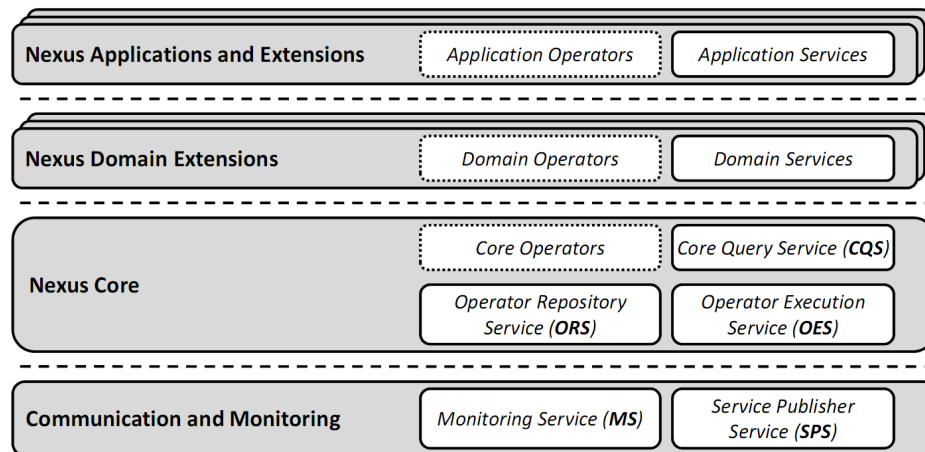 Nexus Applications and Extensions
Application Operators
Application Services
Nexus Domain Extensions
Domain Operators
Domain Services
Nexus Core
Core Operators
Core Query Service (CQS)
Operator Repository
Service (ORS)
Operator Execution
Service (OES)
Communication and Monitoring
Monitoring Service (MS)
Service Publisher
Service (SPS)